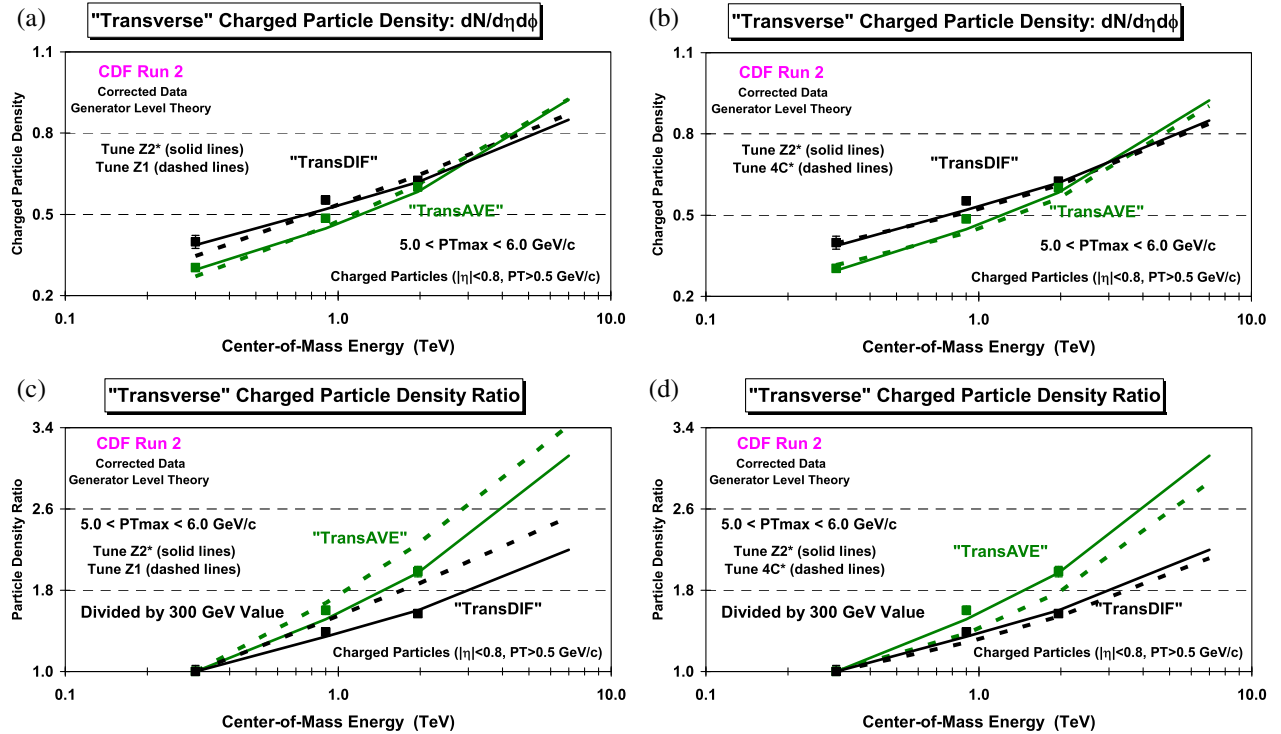 (a)
"Transverse" Charged Particle Density: dN/dηdϕ
1.1
0.8
0.5
0.2
Charged Particle Density
CDF Run 2
Corrected Data
Generator Level Theory
Tune Z2* (solid lines)
Tune Z1 (dashed lines)
"TransDIF"
"TransAVE"
5.0 < PTmax < 6.0 GeV/c
Charged Particles (|η|<0.8, PT>0.5 GeV/c)
0.1
1.0
10.0
Center-of-Mass Energy (TeV)
(b)
"Transverse" Charged Particle Density: dN/dηdϕ
1.1
0.8
0.5
0.2
Charged Particle Density
CDF Run 2
Corrected Data
Generator Level Theory
Tune Z2* (solid lines)
Tune 4C* (dashed lines)
"TransDIF"
"TransAVE"
5.0 < PTmax < 6.0 GeV/c
Charged Particles (|η|<0.8, PT>0.5 GeV/c)
0.1
1.0
10.0
Center-of-Mass Energy (TeV)
(c)
"Transverse" Charged Particle Density Ratio
3.4
2.6
1.8
1.0
Particle Density Ratio
CDF Run 2
Corrected Data
Generator Level Theory
5.0 < PTmax < 6.0 GeV/c
"TransAVE"
Tune Z2* (solid lines)
Tune Z1 (dashed lines)
Divided by 300 GeV Value
"TransDIF"
Charged Particles (|η|<0.8, PT>0.5 GeV/c)
0.1
1.0
10.0
Center-of-Mass Energy (TeV)
(d)
"Transverse" Charged Particle Density Ratio
3.4
2.6
1.8
1.0
Particle Density Ratio
CDF Run 2
Corrected Data
Generator Level Theory
5.0 < PTmax < 6.0 GeV/c
"TransAVE"
Tune Z2* (solid lines)
Tune 4C* (dashed lines)
Divided by 300 GeV Value
"TransDIF"
Charged Particles (|η|<0.8, PT>0.5 GeV/c)
0.1
1.0
10.0
Center-of-Mass Energy (TeV)